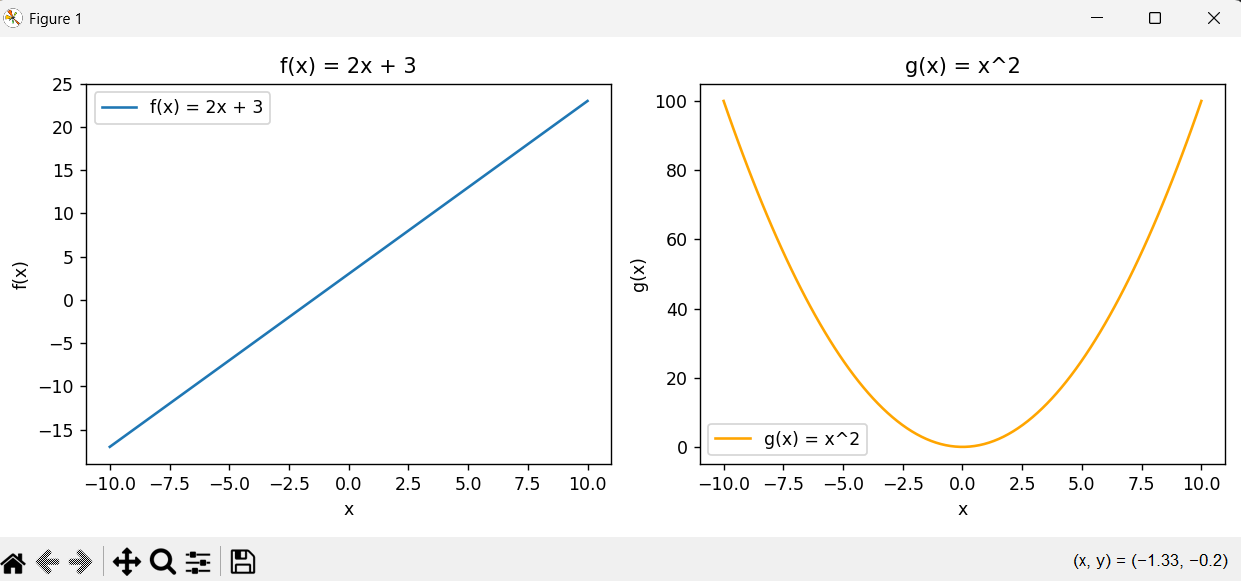 Figure 1
f(x) = 2x + 3
25
20
15
10
5
0
−5
−10
−15
f(x)
f(x) = 2x + 3
−10.0 −7.5 −5.0 −2.5 0.0 2.5 5.0 7.5 10.0
x
g(x) = x^2
100
80
60
40
20
0
g(x)
g(x) = x^2
−10.0 −7.5 −5.0 −2.5 0.0 2.5 5.0 7.5 10.0
x
(x, y) = (−1.33, −0.2)